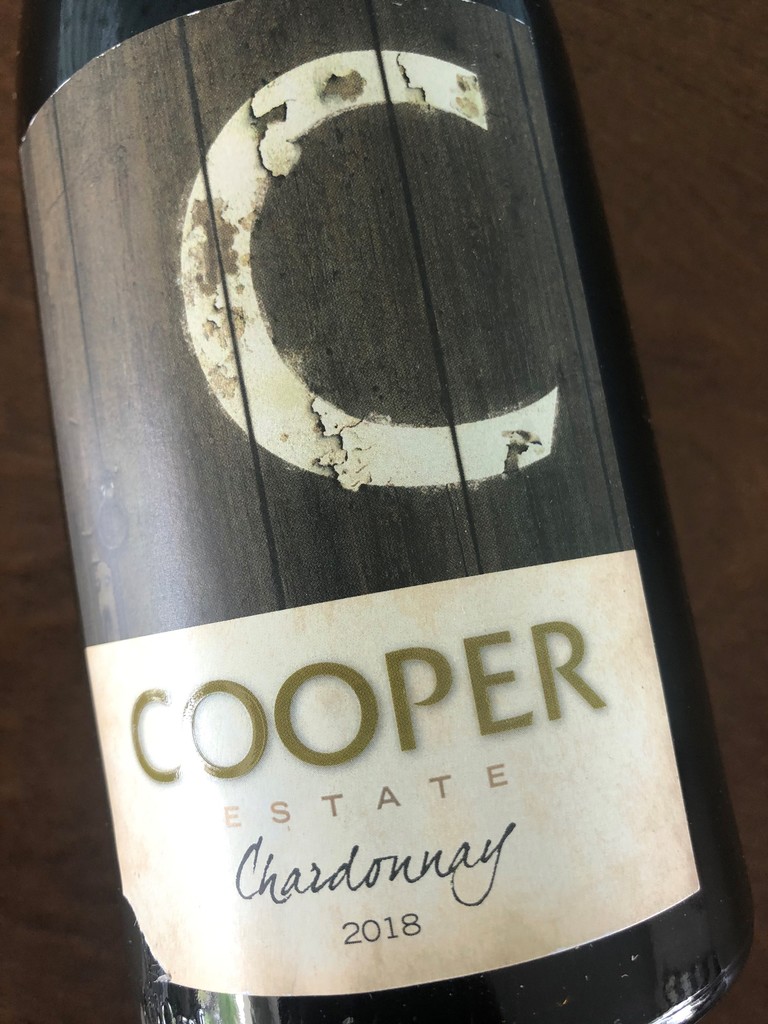 C
COOPER
ESTATE
Chardonnay
2018